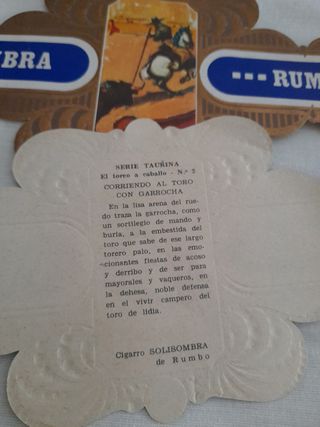 BRA
--- RUM
SERIE TAURINA
El toreo a caballo - N.º 2
CORRIENDO AL TORO
CON GARROCHA
En la lisa arena del rue-
do traza la garrocha, como
un sortilegio de mando y
burla, a la embestida del
toro que sabe de ese largo
torero palo, en las emo-
cionantes fiestas de acoso
y derribo y de ser para
mayorales y vaqueros, en
la dehesa, noble defensa
en el vivir campero del
toro de lidia.
Cigarro SOLISOMBRA
de Rumbo